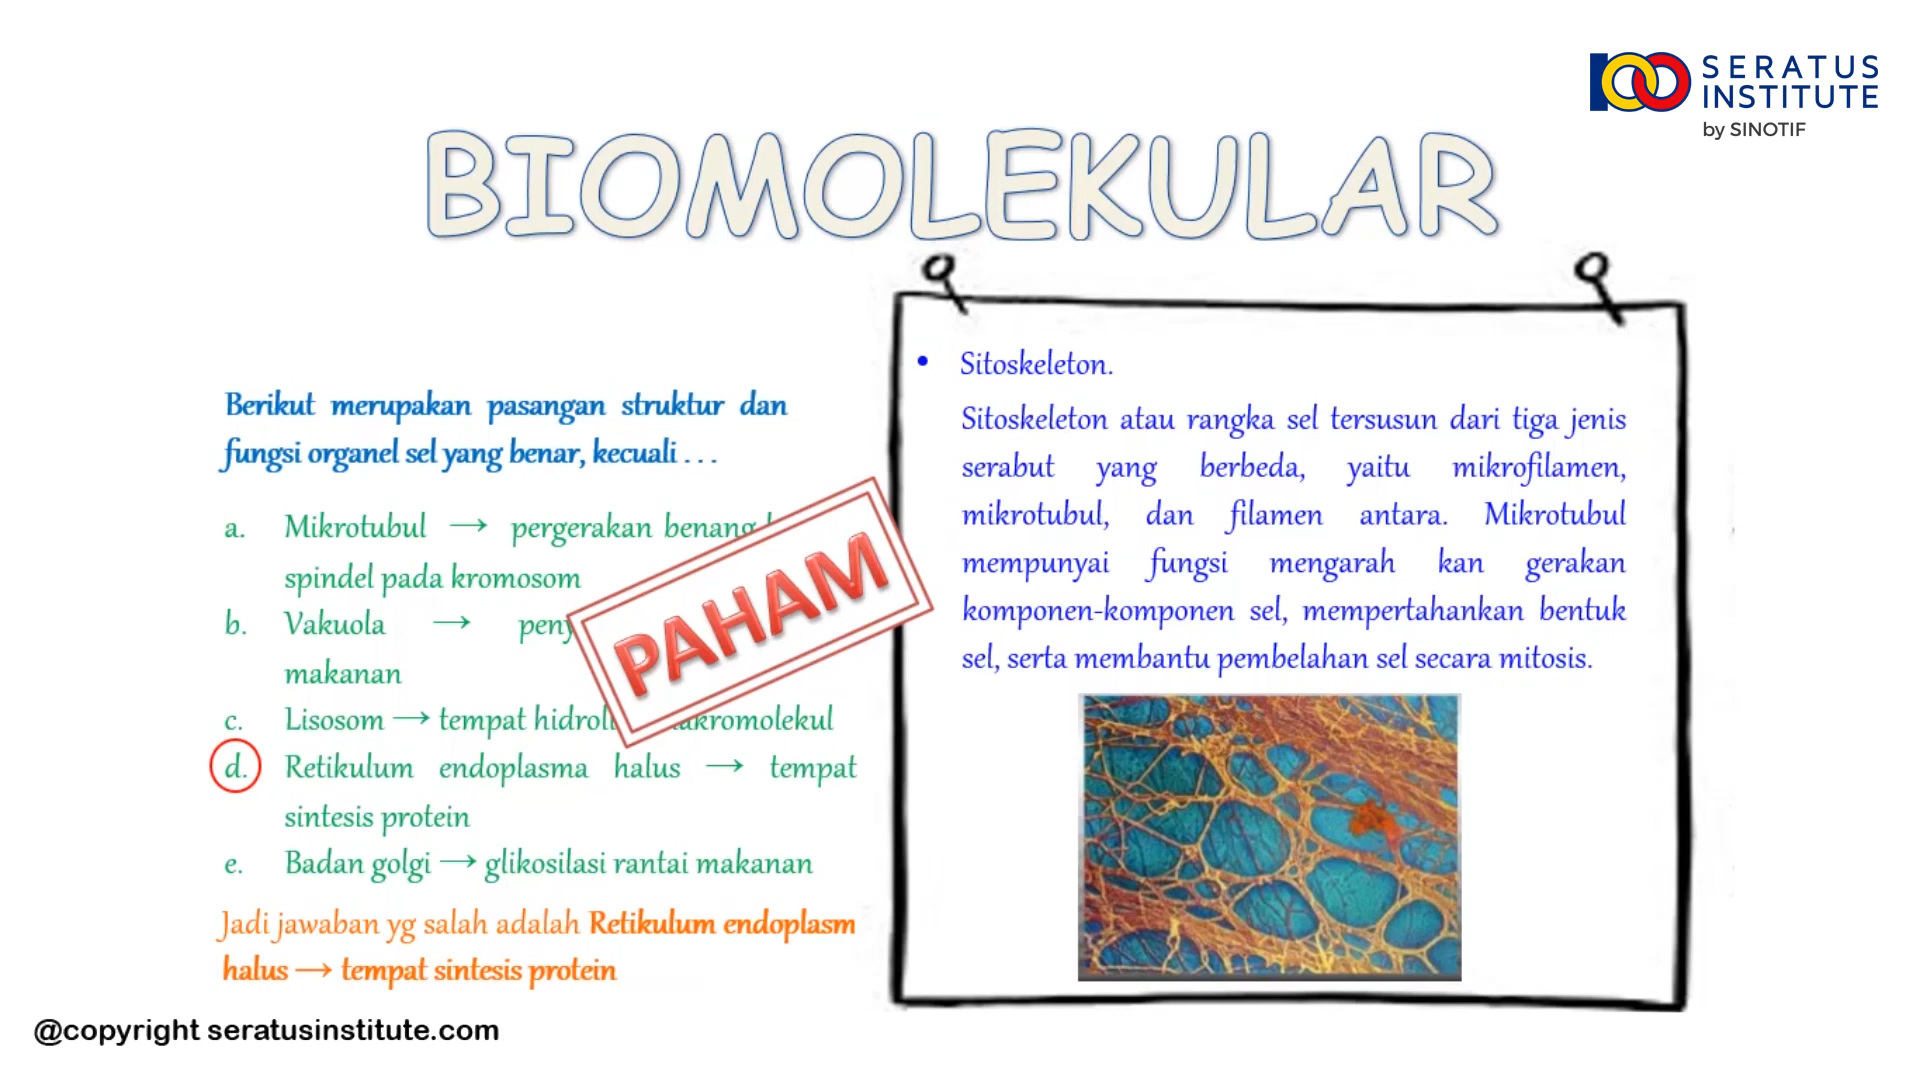 SERATUS
INSTITUTE
by SINOTIF
BIOMOLEKULAR
Berikut merupakan pasangan struktur dan
fungsi organel sel yang benar, kecuali . . .
a. Mikrotubul → pergerakan benang
spindel pada kromosom
b. Vakuola →
makanan
c. Lisosom → tempat
d. Retikulum endoplasma halus → tempat
sintesis protein
e. Badan golgi → glikosilasi rantai makanan
Jadi jawaban yg salah adalah Retikulum endoplasm
halus → tempat sintesis protein
PAHAM
• Sitoskeleton.
Sitoskeleton atau rangka sel tersusun dari tiga jenis
serabut yang berbeda, yaitu mikrofilamen,
mikrotubul, dan filamen antara. Mikrotubul
mempunyai fungsi mengarah kan gerakan
komponen-komponen sel, mempertahankan bentuk
sel, serta membantu pembelahan sel secara mitosis.
@copyright seratusinstitute.com